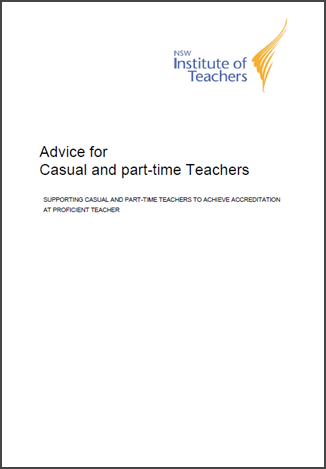 NSW
Institute of
Teachers
Advice for
Casual and part-time Teachers
SUPPORTING CASUAL AND PART-TIME TEACHERS TO ACHIEVE ACCREDITATION
AT PROFICIENT TEACHER